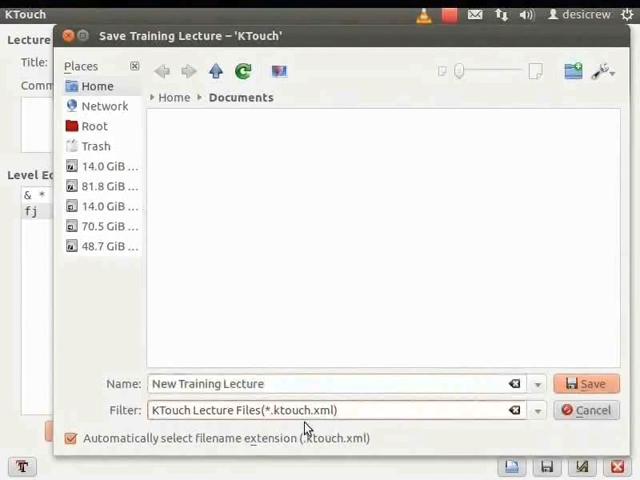 KTouch
desicrew
Save Training Lecture – 'KTouch'
Lecture
Title:
Comm
Level Ed
& *
fj
Places
Home
Network
Root
Trash
14.0 GiB ...
81.8 GiB ...
14.0 GiB ...
70.5 GiB ...
48.7 GiB ...
Home
Documents
Name: New Training Lecture
Save
Filter: KTouch Lecture Files(*.ktouch.xml)
Cancel
Automatically select filename extension (.ktouch.xml)